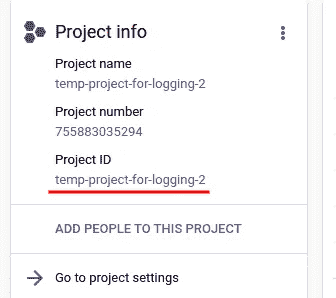 Project info
Project name
temp-project-for-logging-2
Project number
755883035294
Project ID
temp-project-for-logging-2
ADD PEOPLE TO THIS PROJECT
Go to project settings